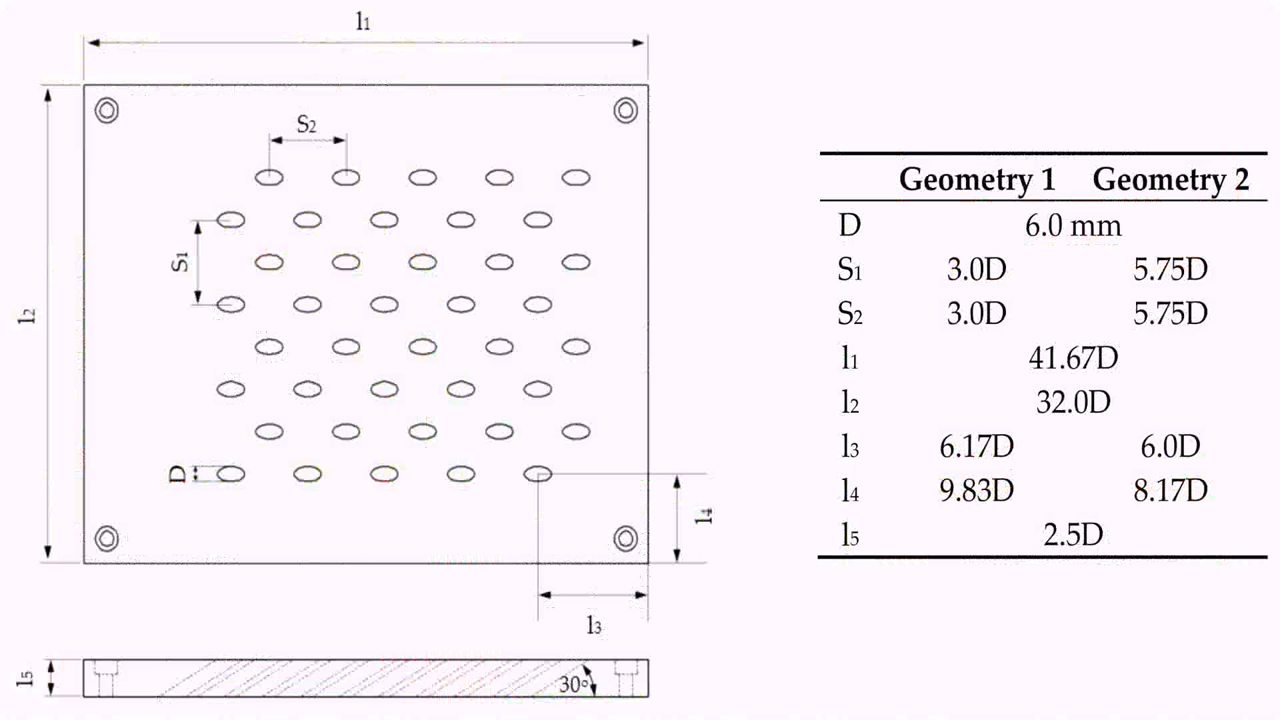 l1
S2
S1
l2
D
l4
l3
l5
30°
Geometry 1 Geometry 2
D 6.0 mm
S1 3.0D 5.75D
S2 3.0D 5.75D
l1 41.67D
l2 32.0D
l3 6.17D 6.0D
l4 9.83D 8.17D
l5 2.5D